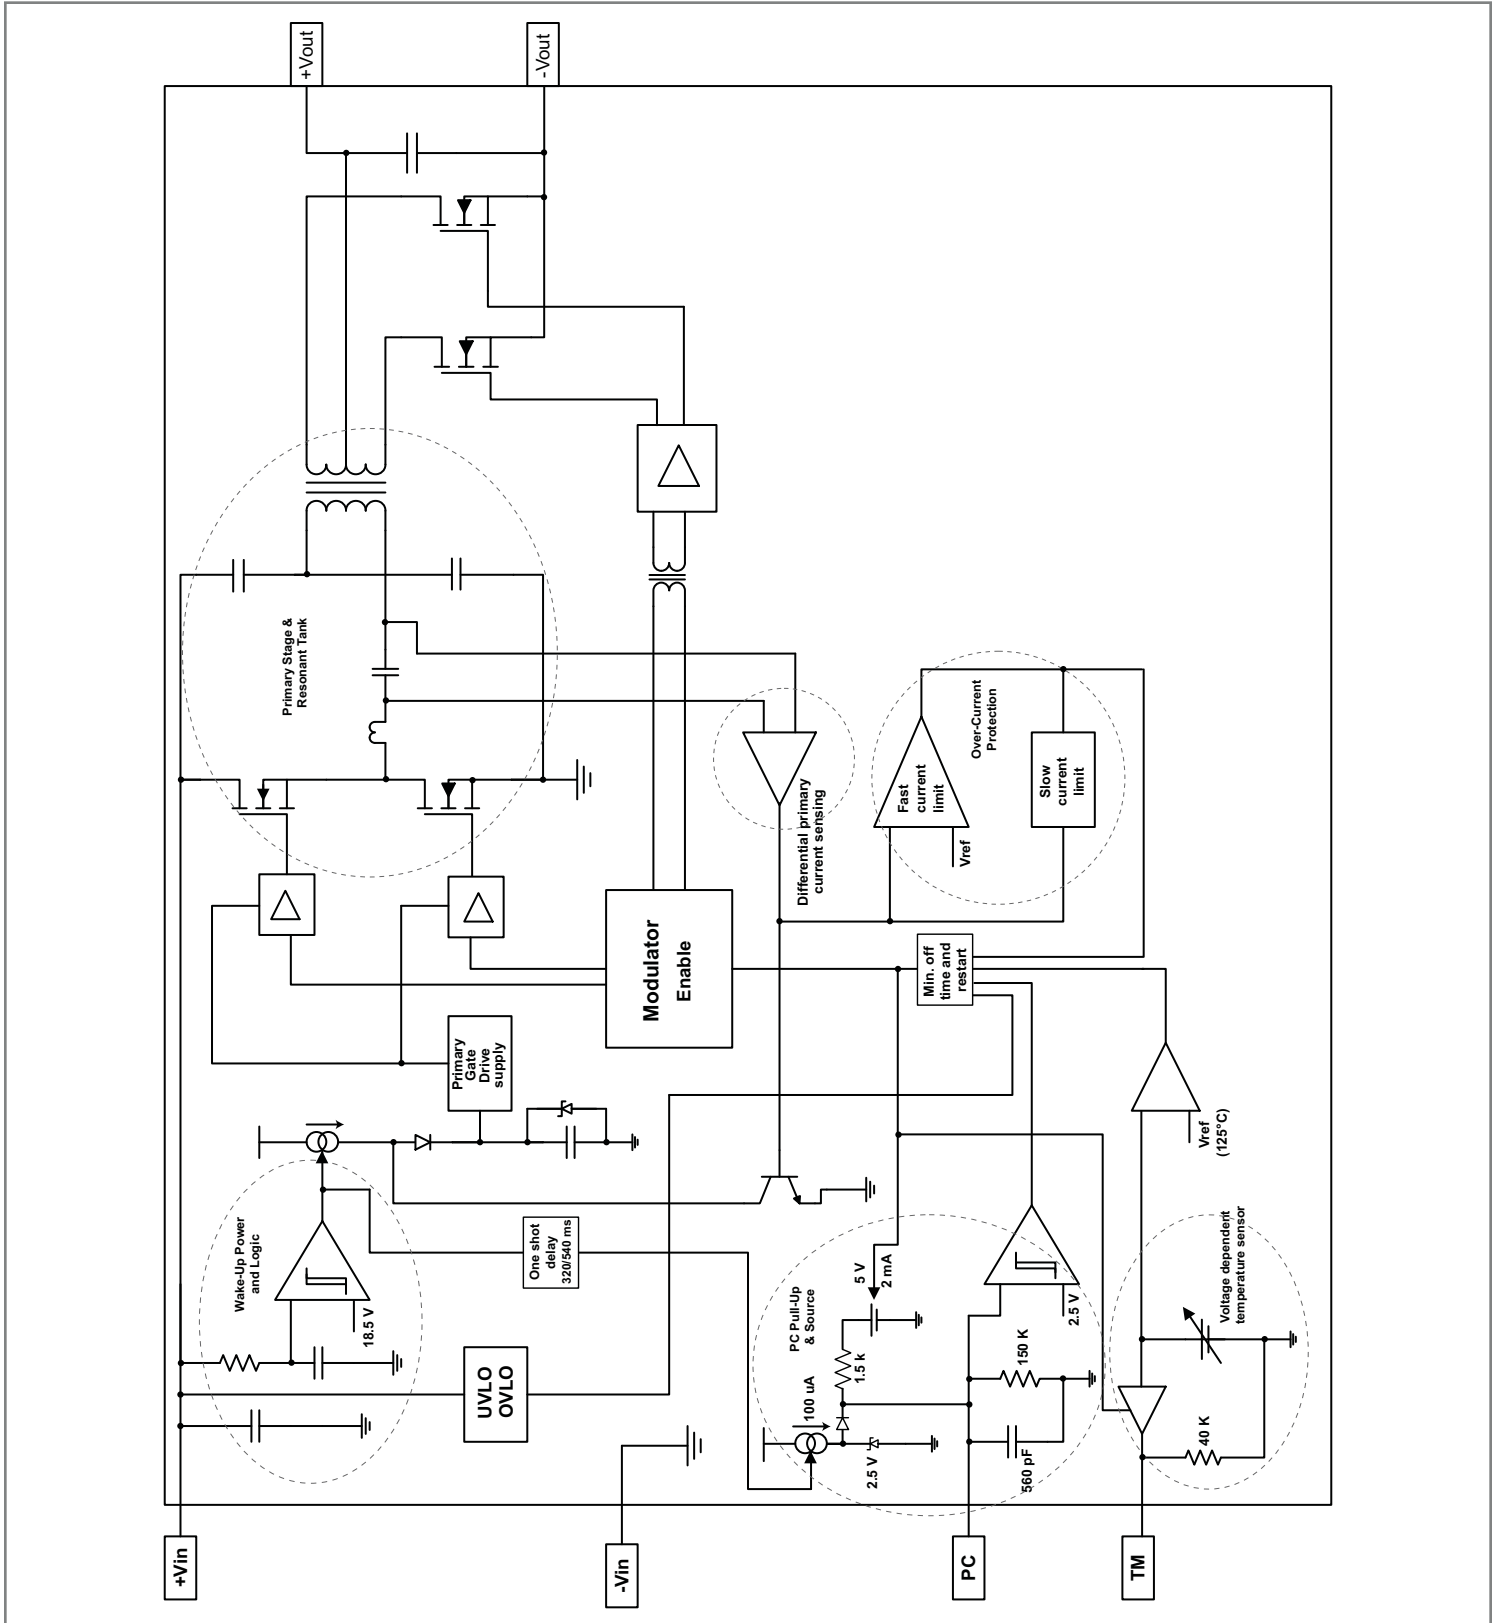 +Vout
-Vout
Primary Stage &
Resonant Tank
Differential primary
current sensing
Fast
current
limit
Vref
Over-Current
Protection
Slow
current
limit
Modulator
Enable
Min. off
time and
restart
Primary
Gate
Drive
supply
Wake-Up Power
and Logic
18.5 V
One shot
delay
320/540 ms
UVLO
OVLO
PC Pull-Up
& Source
5 V
2 mA
1.5 k
100 uA
2.5 V
2.5 V
150 K
560 pF
Vref
(125°C)
Voltage dependent
temperature sensor
40 K
+Vin
-Vin
PC
TM